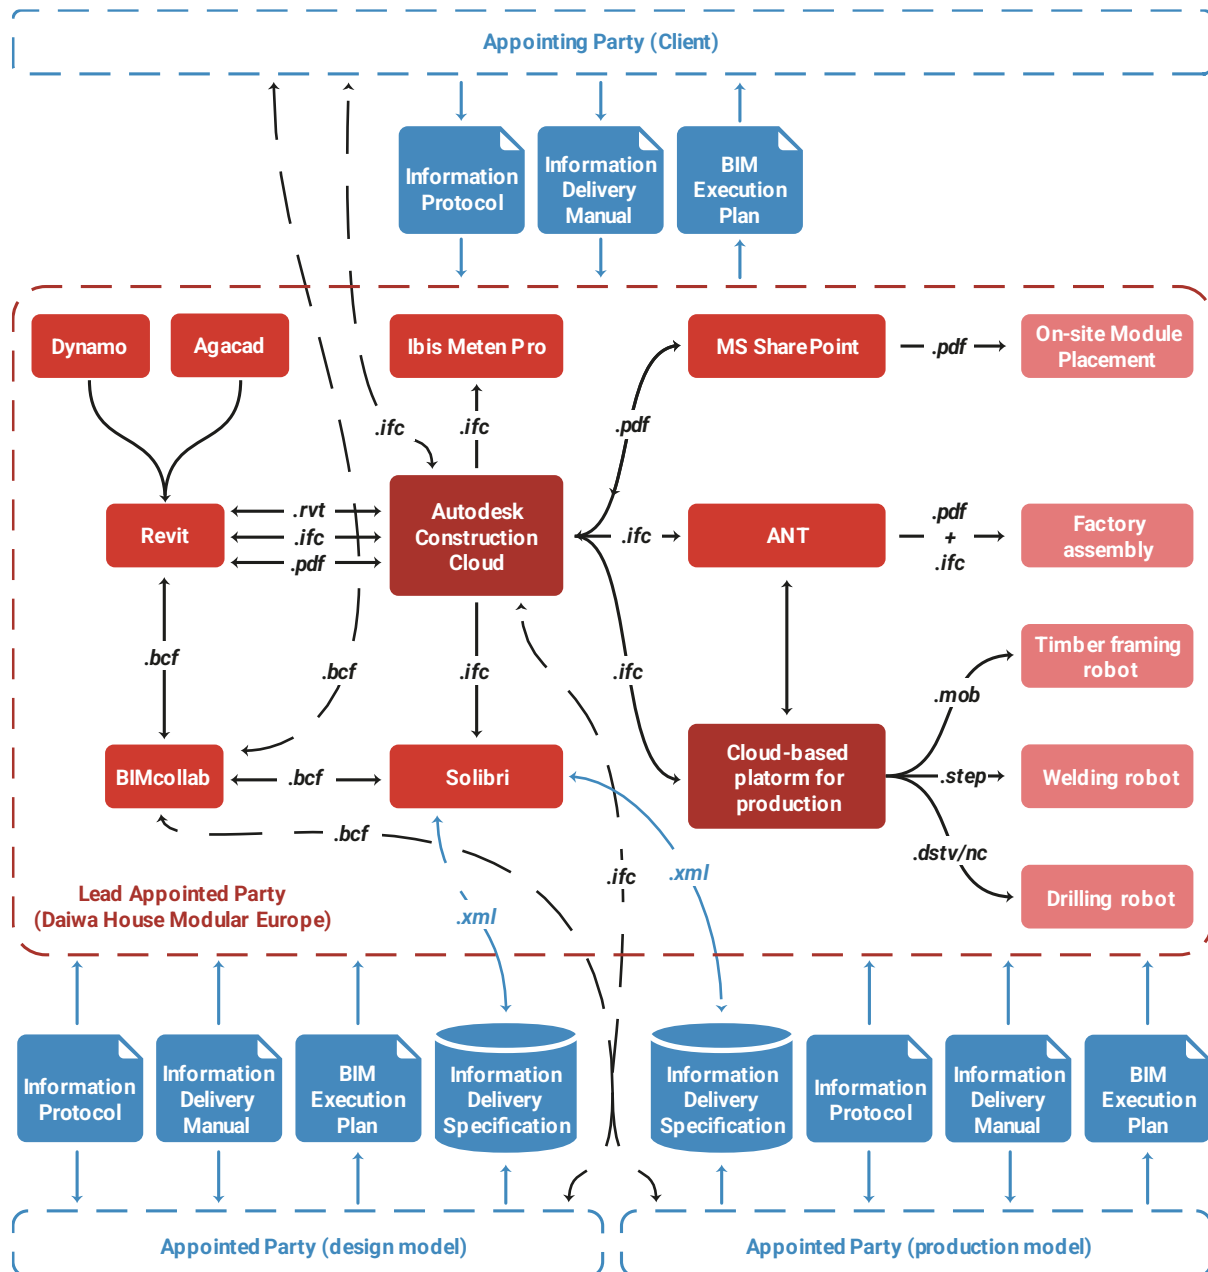 Appointing Party (Client)
Information
Protocol
Information
Delivery
Manual
BIM
Execution
Plan
Dynamo
Agacad
Ibis Meten Pro
MS SharePoint
.pdf
On-site Module
Placement
.ifc
.ifc
.pdf
Revit
.rvt
.ifc
.pdf
Autodesk
Construction
Cloud
.ifc
ANT
.pdf
+
.ifc
Factory
assembly
.bcf
.bcf
.ifc
.ifc
Timber framing
robot
.mob
BIMcollab
.bcf
Solibri
Cloud-based
platorm for
production
.step
Welding robot
.bcf
.ifc
.xml
.dstv/nc
Drilling robot
Lead Appointed Party
(Daiwa House Modular Europe)
.xml
Information
Protocol
Information
Delivery
Manual
BIM
Execution
Plan
Information
Delivery
Specification
Information
Delivery
Specification
Information
Protocol
Information
Delivery
Manual
BIM
Execution
Plan
Appointed Party (design model)
Appointed Party (production model)